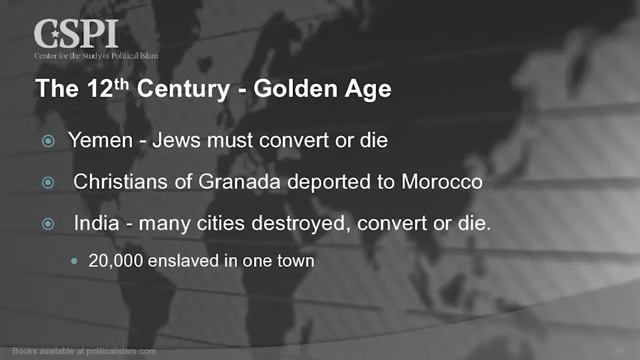 CSPI
Center for the Study of Political Islam
The 12th Century - Golden Age
Yemen - Jews must convert or die
Christians of Granada deported to Morocco
India - many cities destroyed, convert or die.
20,000 enslaved in one town
Books available at politicalislam.com